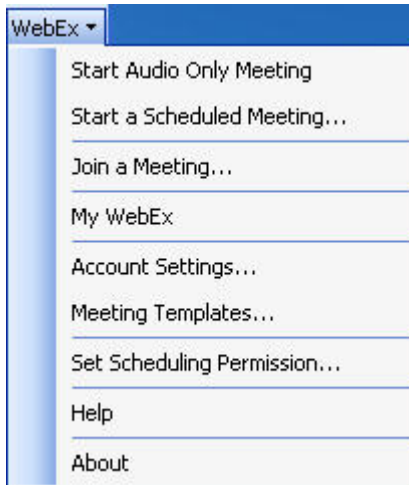 WebEx
Start Audio Only Meeting
Start a Scheduled Meeting...
Join a Meeting...
My WebEx
Account Settings...
Meeting Templates...
Set Scheduling Permission...
Help
About